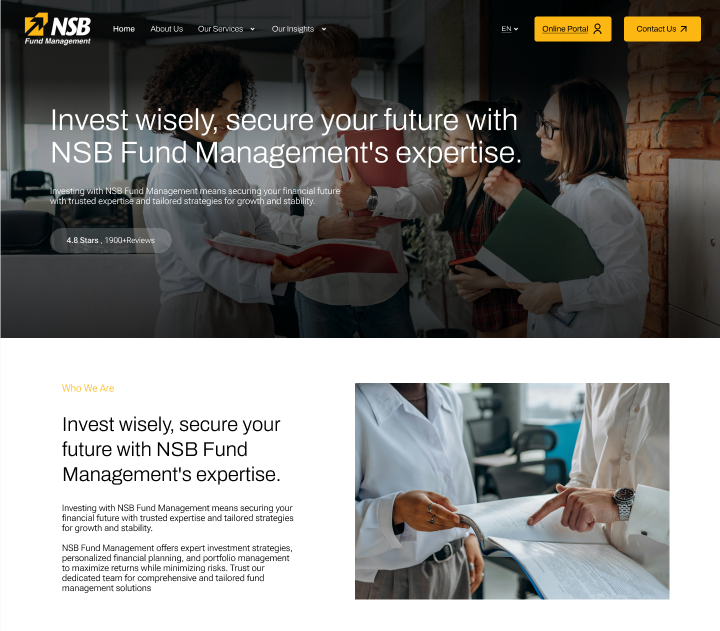 NSB
Fund Management
Home
About Us
Our Services
Our Insights
EN
Online Portal
Contact Us
Invest wisely, secure your future with
NSB Fund Management's expertise.
Investing with NSB Fund Management means securing your financial future
with trusted expertise and tailored strategies for growth and stability.
4.8 Stars , 1900+Reviews
Who We Are
Invest wisely, secure your
future with NSB Fund
Management's expertise.
Investing with NSB Fund Management means securing your
financial future with trusted expertise and tailored strategies
for growth and stability.
NSB Fund Management offers expert investment strategies,
personalized financial planning, and portfolio management
to maximize returns while minimizing risks. Trust our
dedicated team for comprehensive and tailored fund
management solutions